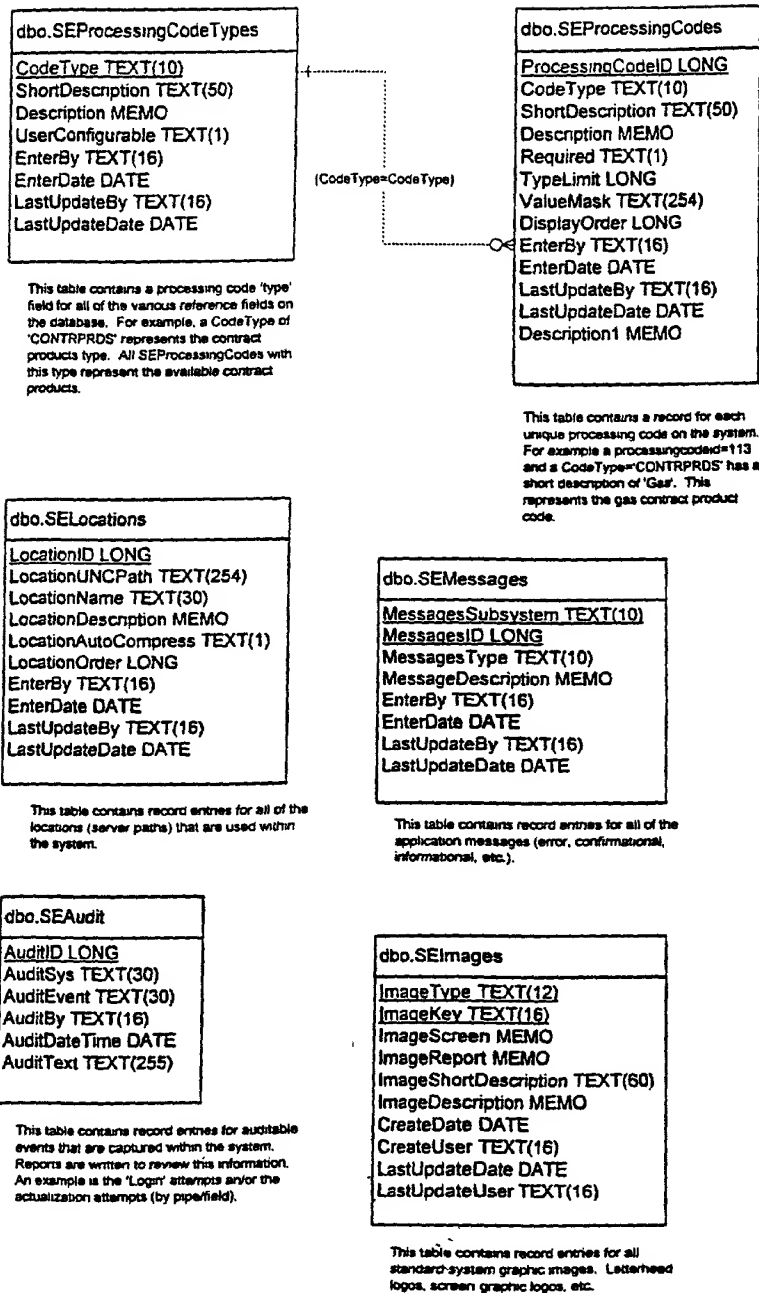 dbo.SEProcessingCodeTypes
CodeType TEXT(10)
ShortDescription TEXT(50)
Description MEMO
UserConfigurable TEXT(1)
EnterBy TEXT(16)
EnterDate DATE
LastUpdateBy TEXT(16)
LastUpdateDate DATE
This table contains a processing code 'type'
field for all of the various reference fields on
the database. For example, a CodeType of
'CONTRPRDS' represents the contract
products type. All SEProcessingCodes with
this type represent the available contract
products.
(CodeType=CodeType)
dbo.SEProcessingCodes
ProcessingCodeID LONG
CodeType TEXT(10)
ShortDescription TEXT(50)
Description MEMO
Required TEXT(1)
TypeLimit LONG
ValueMask TEXT(254)
DisplayOrder LONG
EnterBy TEXT(16)
EnterDate DATE
LastUpdateBy TEXT(16)
LastUpdateDate DATE
Description1 MEMO
This table contains a record for each
unique processing code on the system.
For example a processingcodeid=113
and a CodeType='CONTRPRDS' has a
short description of 'Gas'. This
represents the gas contract product
code.
dbo.SELocations
LocationID LONG
LocationUNCPath TEXT(254)
LocationName TEXT(30)
LocationDescription MEMO
LocationAutoCompress TEXT(1)
LocationOrder LONG
EnterBy TEXT(16)
EnterDate DATE
LastUpdateBy TEXT(16)
LastUpdateDate DATE
This table contains record entries for all of the
locations (server paths) that are used within
the system.
dbo.SEMessages
MessagesSubsystem TEXT(10)
MessagesID LONG
MessagesType TEXT(10)
MessageDescription MEMO
EnterBy TEXT(16)
EnterDate DATE
LastUpdateBy TEXT(16)
LastUpdateDate DATE
This table contains record entries for all of the
application messages (error, confirmational,
informational, etc.).
dbo.SEAudit
AuditID LONG
AuditSys TEXT(30)
AuditEvent TEXT(30)
AuditBy TEXT(16)
AuditDateTime DATE
AuditText TEXT(255)
This table contains record entries for auditable
events that are captured within the system.
Reports are written to review this information.
An example is the 'Login' attempts an/or the
actualization attempts (by pipe/field).
dbo.SEImages
ImageType TEXT(12)
ImageKey TEXT(16)
ImageScreen MEMO
ImageReport MEMO
ImageShortDescription TEXT(60)
ImageDescription MEMO
CreateDate DATE
CreateUser TEXT(16)
LastUpdateDate DATE
LastUpdateUser TEXT(16)
This table contains record entries for all
standard-system graphic images. Letterhead
logos, screen graphic logos, etc.